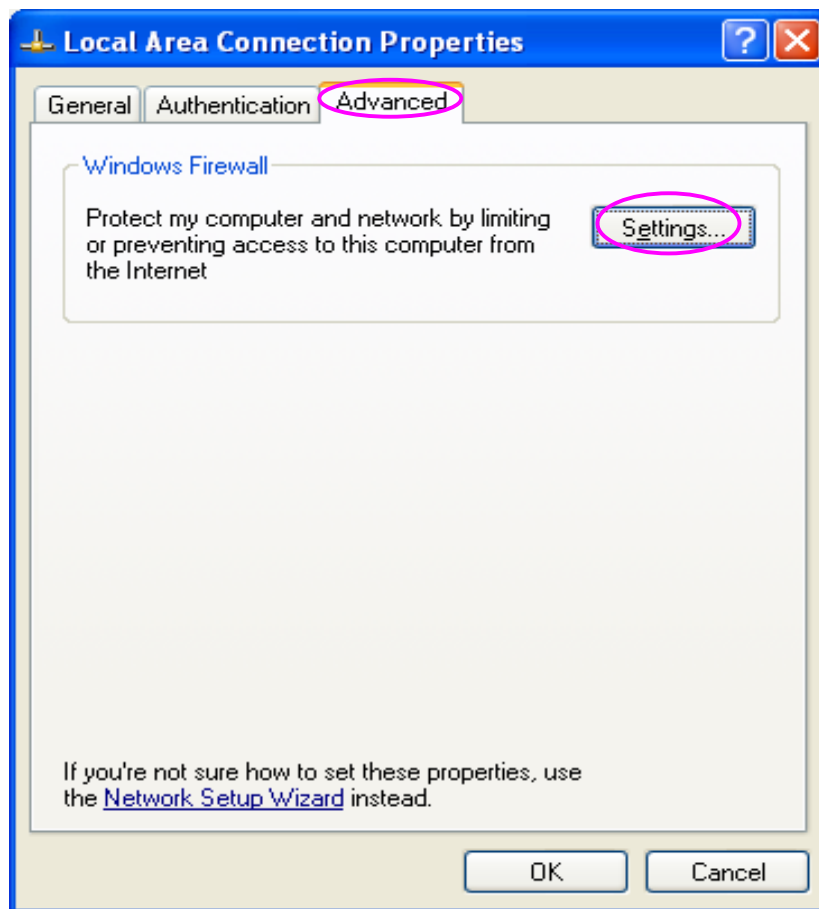 Local Area Connection Properties
General Authentication Advanced
Windows Firewall
Protect my computer and network by limiting
or preventing access to this computer from
the Internet
Settings...
If you're not sure how to set these properties, use
the Network Setup Wizard instead.
OK Cancel